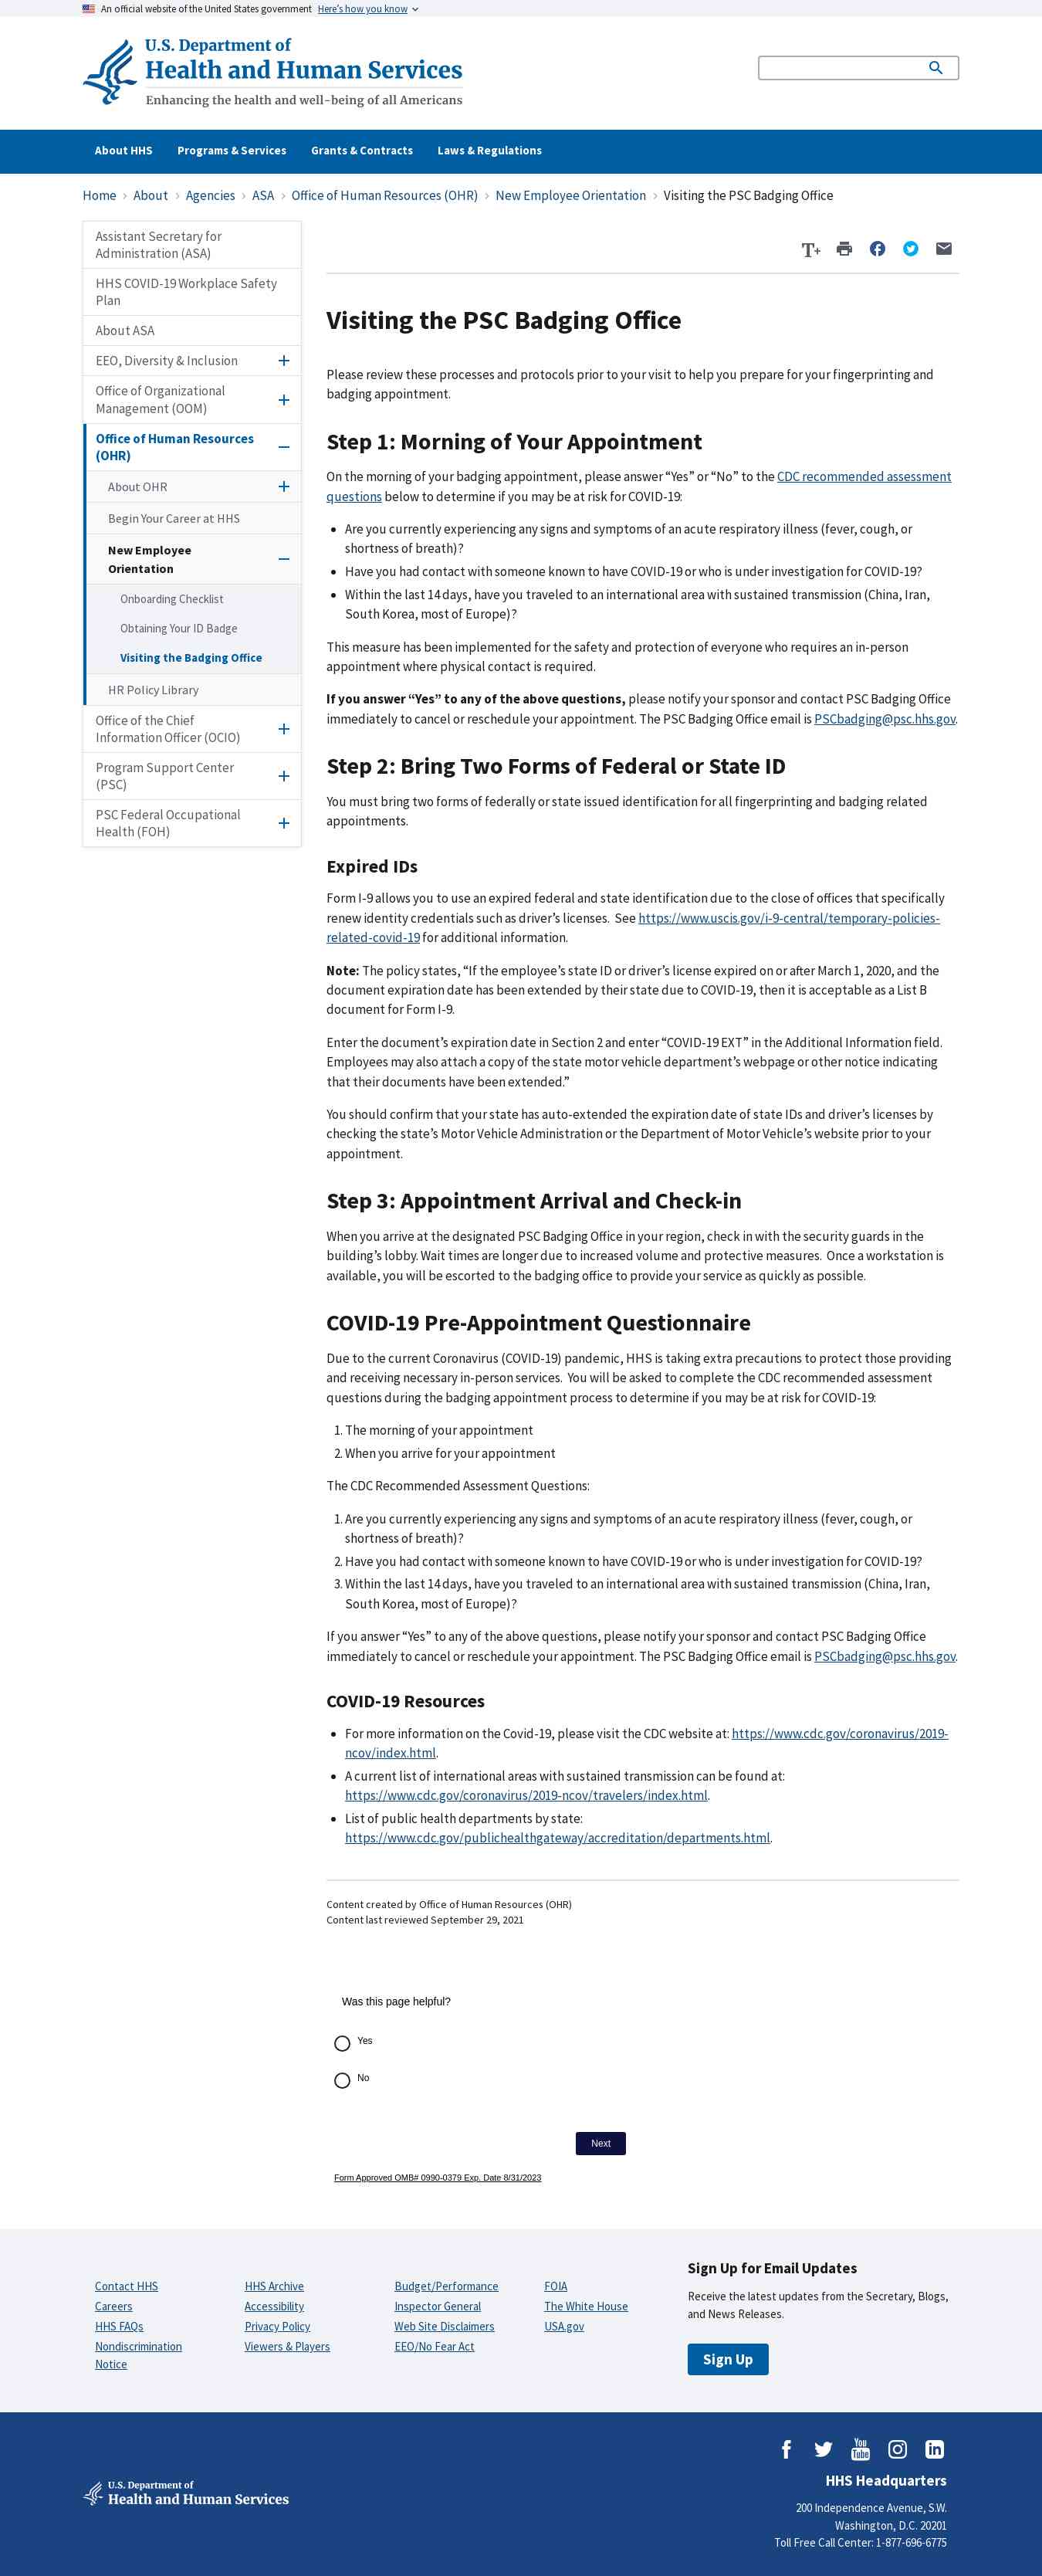 An official website of the United States government Here's how you know
U.S. Department of
Health and Human Services
Enhancing the health and well-being of all Americans
About HHS Programs & Services Grants & Contracts Laws & Regulations
Home › About › Agencies › ASA › Office of Human Resources (OHR) › New Employee Orientation › Visiting the PSC Badging Office
Assistant Secretary for
Administration (ASA)
HHS COVID-19 Workplace Safety
Plan
About ASA
EEO, Diversity & Inclusion
Office of Organizational
Management (OOM)
Office of Human Resources
(OHR)
About OHR
Begin Your Career at HHS
New Employee
Orientation
Onboarding Checklist
Obtaining Your ID Badge
Visiting the Badging Office
HR Policy Library
Office of the Chief
Information Officer (OCIO)
Program Support Center
(PSC)
PSC Federal Occupational
Health (FOH)
T+
Visiting the PSC Badging Office
Please review these processes and protocols prior to your visit to help you prepare for your fingerprinting and
badging appointment.
Step 1: Morning of Your Appointment
On the morning of your badging appointment, please answer “Yes” or “No” to the CDC recommended assessment
questions below to determine if you may be at risk for COVID-19:
• Are you currently experiencing any signs and symptoms of an acute respiratory illness (fever, cough, or
shortness of breath)?
• Have you had contact with someone known to have COVID-19 or who is under investigation for COVID-19?
• Within the last 14 days, have you traveled to an international area with sustained transmission (China, Iran,
South Korea, most of Europe)?
This measure has been implemented for the safety and protection of everyone who requires an in-person
appointment where physical contact is required.
If you answer “Yes” to any of the above questions, please notify your sponsor and contact PSC Badging Office
immediately to cancel or reschedule your appointment. The PSC Badging Office email is PSCbadging@psc.hhs.gov.
Step 2: Bring Two Forms of Federal or State ID
You must bring two forms of federally or state issued identification for all fingerprinting and badging related
appointments.
Expired IDs
Form I-9 allows you to use an expired federal and state identification due to the close of offices that specifically
renew identity credentials such as driver’s licenses.  See https://www.uscis.gov/i-9-central/temporary-policies-
related-covid-19 for additional information.
Note: The policy states, “If the employee’s state ID or driver’s license expired on or after March 1, 2020, and the
document expiration date has been extended by their state due to COVID-19, then it is acceptable as a List B
document for Form I-9.
Enter the document’s expiration date in Section 2 and enter “COVID-19 EXT” in the Additional Information field.
Employees may also attach a copy of the state motor vehicle department’s webpage or other notice indicating
that their documents have been extended.”
You should confirm that your state has auto-extended the expiration date of state IDs and driver’s licenses by
checking the state’s Motor Vehicle Administration or the Department of Motor Vehicle’s website prior to your
appointment.
Step 3: Appointment Arrival and Check-in
When you arrive at the designated PSC Badging Office in your region, check in with the security guards in the
building’s lobby. Wait times are longer due to increased volume and protective measures.  Once a workstation is
available, you will be escorted to the badging office to provide your service as quickly as possible.
COVID-19 Pre-Appointment Questionnaire
Due to the current Coronavirus (COVID-19) pandemic, HHS is taking extra precautions to protect those providing
and receiving necessary in-person services.  You will be asked to complete the CDC recommended assessment
questions during the badging appointment process to determine if you may be at risk for COVID-19:
1. The morning of your appointment
2. When you arrive for your appointment
The CDC Recommended Assessment Questions:
1. Are you currently experiencing any signs and symptoms of an acute respiratory illness (fever, cough, or
shortness of breath)?
2. Have you had contact with someone known to have COVID-19 or who is under investigation for COVID-19?
3. Within the last 14 days, have you traveled to an international area with sustained transmission (China, Iran,
South Korea, most of Europe)?
If you answer “Yes” to any of the above questions, please notify your sponsor and contact PSC Badging Office
immediately to cancel or reschedule your appointment. The PSC Badging Office email is PSCbadging@psc.hhs.gov.
COVID-19 Resources
• For more information on the Covid-19, please visit the CDC website at: https://www.cdc.gov/coronavirus/2019-
ncov/index.html.
• A current list of international areas with sustained transmission can be found at:
https://www.cdc.gov/coronavirus/2019-ncov/travelers/index.html.
• List of public health departments by state:
https://www.cdc.gov/publichealthgateway/accreditation/departments.html.
Content created by Office of Human Resources (OHR)
Content last reviewed September 29, 2021
Was this page helpful?
Yes
No
Next
Form Approved OMB# 0990-0379 Exp. Date 8/31/2023
Contact HHS
Careers
HHS FAQs
Nondiscrimination
Notice
HHS Archive
Accessibility
Privacy Policy
Viewers & Players
Budget/Performance
Inspector General
Web Site Disclaimers
EEO/No Fear Act
FOIA
The White House
USA.gov
Sign Up for Email Updates
Receive the latest updates from the Secretary, Blogs,
and News Releases.
Sign Up
You
Tube
U.S. Department of
Health and Human Services
HHS Headquarters
200 Independence Avenue, S.W.
Washington, D.C. 20201
Toll Free Call Center: 1-877-696-6775